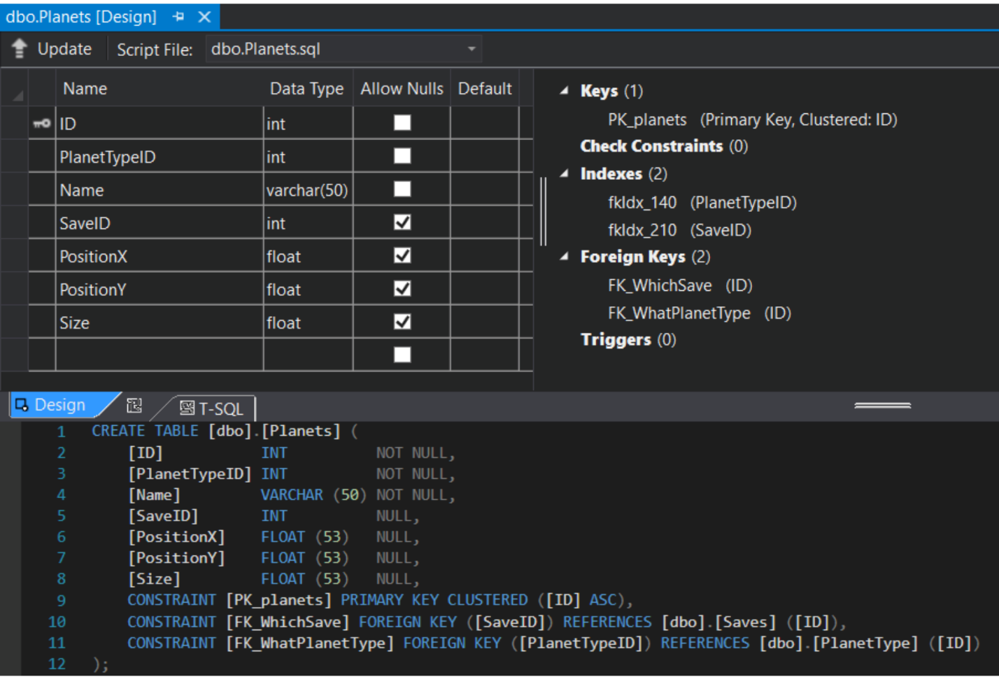 dbo.Planets [Design]
Update Script File: dbo.Planets.sql
Name Data Type Allow Nulls Default
ID int
PlanetTypeID int
Name varchar(50)
SaveID int
PositionX float
PositionY float
Size float
Keys (1)
PK_planets (Primary Key, Clustered: ID)
Check Constraints (0)
Indexes (2)
fkIdx_140 (PlanetTypeID)
fkIdx_210 (SaveID)
Foreign Keys (2)
FK_WhichSave (ID)
FK_WhatPlanetType (ID)
Triggers (0)
Design T-SQL
1 CREATE TABLE [dbo].[Planets] (
2 [ID] INT NOT NULL,
3 [PlanetTypeID] INT NOT NULL,
4 [Name] VARCHAR (50) NOT NULL,
5 [SaveID] INT NULL,
6 [PositionX] FLOAT (53) NULL,
7 [PositionY] FLOAT (53) NULL,
8 [Size] FLOAT (53) NULL,
9 CONSTRAINT [PK_planets] PRIMARY KEY CLUSTERED ([ID] ASC),
10 CONSTRAINT [FK_WhichSave] FOREIGN KEY ([SaveID]) REFERENCES [dbo].[Saves] ([ID]),
11 CONSTRAINT [FK_WhatPlanetType] FOREIGN KEY ([PlanetTypeID]) REFERENCES [dbo].[PlanetType] ([ID])
12 );